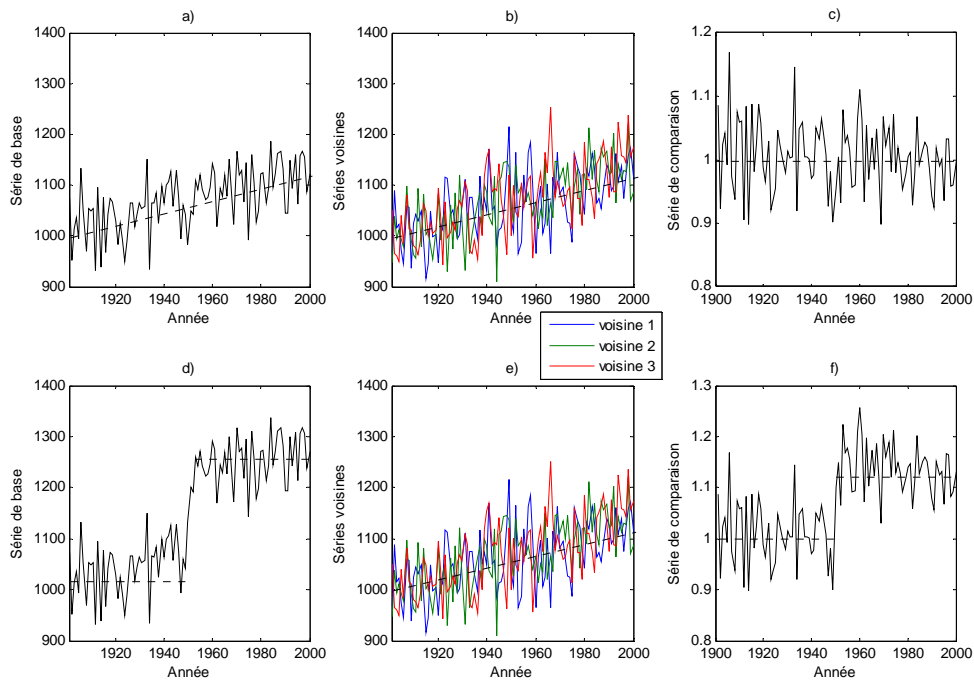 a)
1400
1300
1200
1100
1000
900
1920 1940 1960 1980 2000
Année
Série de base
b)
1400
1300
1200
1100
1000
900
1920 1940 1960 1980 2000
Année
Séries voisines
c)
1.2
1.1
1
0.9
0.8
1900 1920 1940 1960 1980 2000
Année
Série de comparaison
voisine 1
voisine 2
voisine 3
d)
1400
1300
1200
1100
1000
900
1920 1940 1960 1980 2000
Année
Série de base
e)
1400
1300
1200
1100
1000
900
1920 1940 1960 1980 2000
Année
Séries voisines
f)
1.3
1.2
1.1
1
0.9
0.8
1900 1920 1940 1960 1980 2000
Année
Série de comparaison